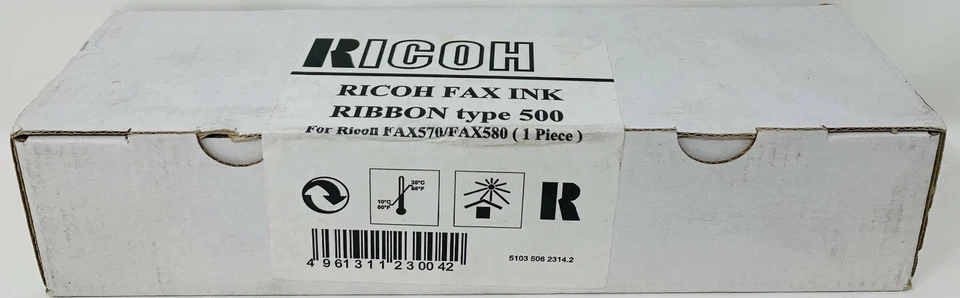 RICOH
RICOH FAX INK
RIBBON type 500
For Ricoh FAX570/FAX580 ( 1 Piece )
35°C
95°F
10°C
50°F
R
4 961311 230042
5103 506 2314.2